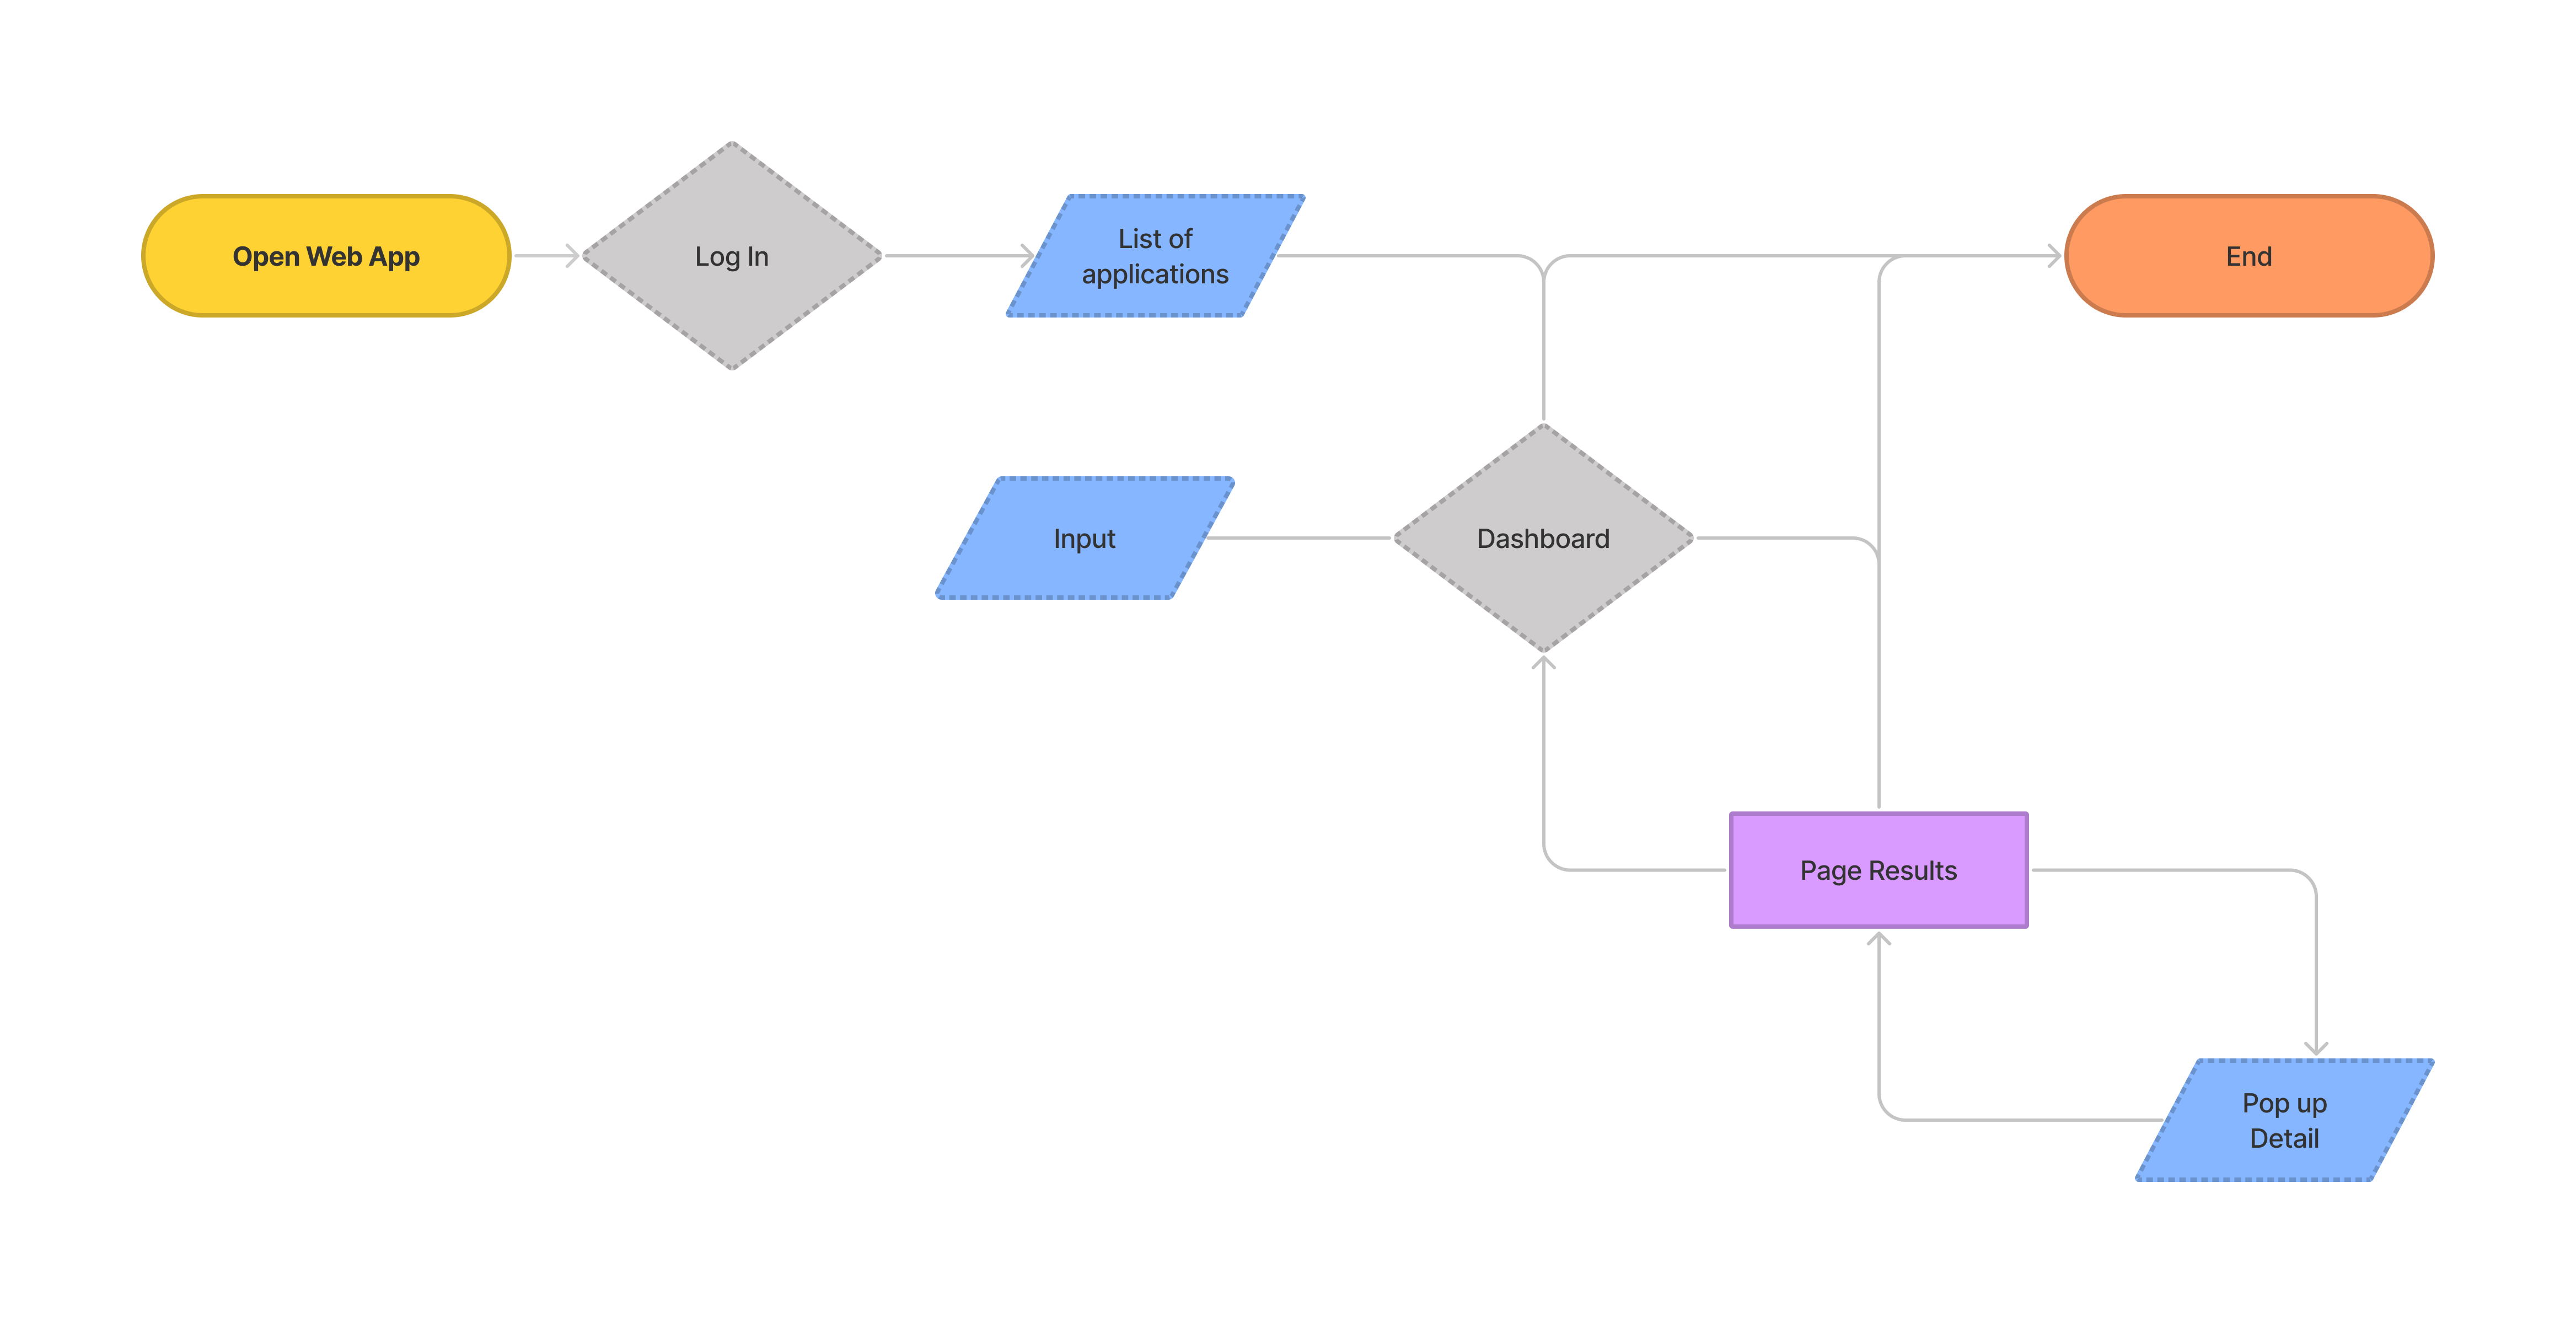 Open Web App
Log In
List of
applications
End
Input
Dashboard
Page Results
Pop up
Detail